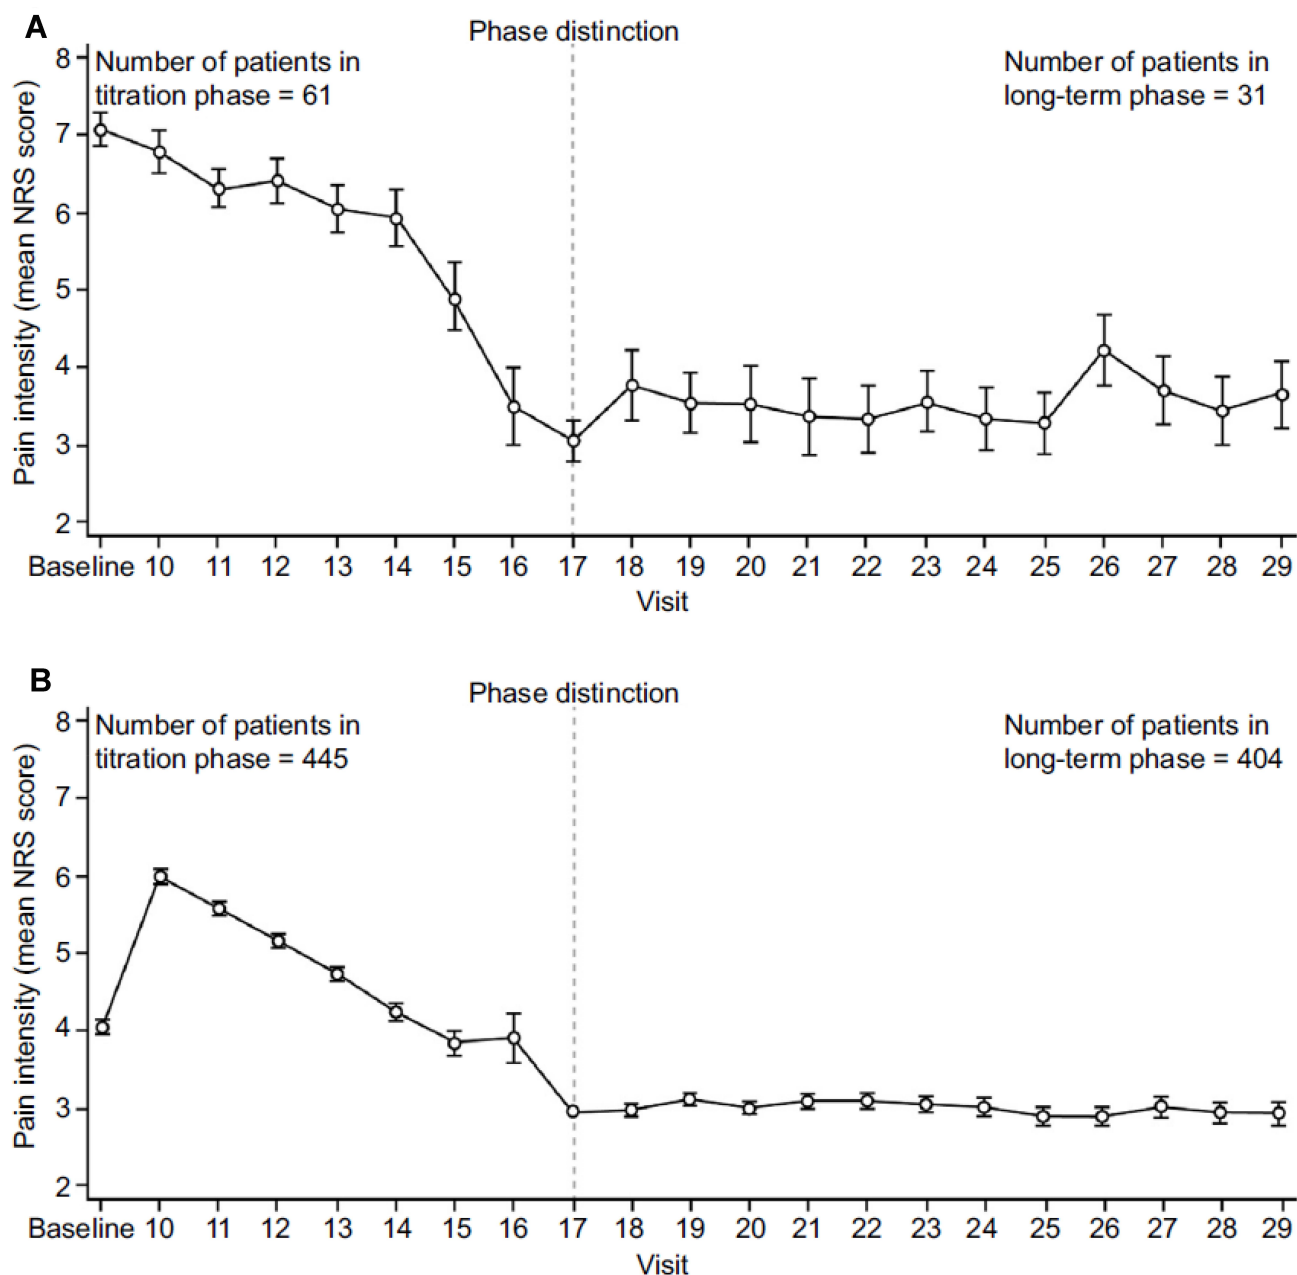 A
Phase distinction
Number of patients in
titration phase = 61
Number of patients in
long-term phase = 31
Pain intensity (mean NRS score)
8
7
6
5
4
3
2
Baseline 10 11 12 13 14 15 16 17 18 19 20 21 22 23 24 25 26 27 28 29
Visit
B
Phase distinction
Number of patients in
titration phase = 445
Number of patients in
long-term phase = 404
Pain intensity (mean NRS score)
8
7
6
5
4
3
2
Baseline 10 11 12 13 14 15 16 17 18 19 20 21 22 23 24 25 26 27 28 29
Visit